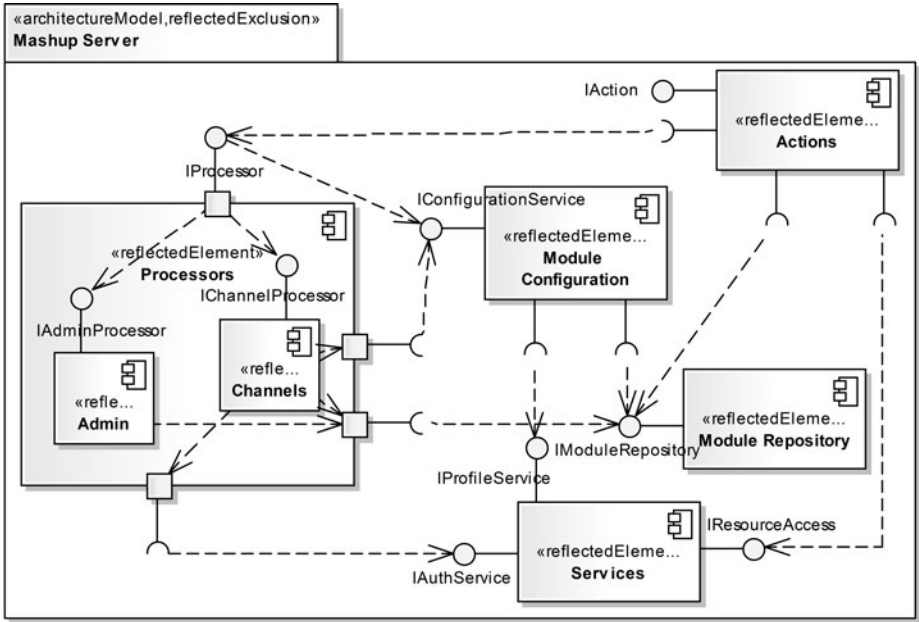 «architectureModel,reflectedExclusion»
Mashup Server
IAction
«reflectedEleme...
Actions
IProcessor
IConfigurationService
«reflectedEleme...
Module
Configuration
«reflectedElement»
Processors
IChannelProcessor
IAdminProcessor
«refle...
Channels
«refle...
Admin
«reflectedEleme...
Module Repository
IModuleRepository
IProfileService
«reflectedEleme...
Services
IResourceAccess
IAuthService